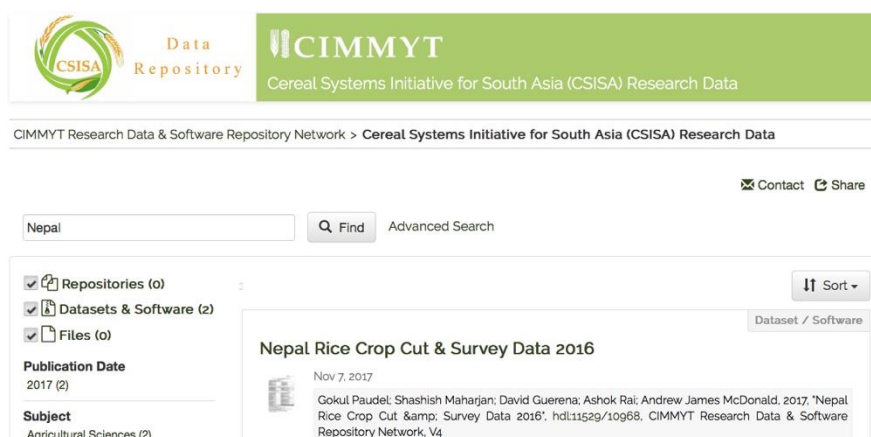 CSISA
Data
Repository
CIMMYT
Cereal Systems Initiative for South Asia (CSISA) Research Data
CIMMYT Research Data & Software Repository Network > Cereal Systems Initiative for South Asia (CSISA) Research Data
Contact Share
Nepal Find Advanced Search
Repositories (0)
Datasets & Software (2)
Files (0)
Publication Date
2017 (2)
Subject
Agricultural Sciences (2)
Sort
Dataset / Software
Nepal Rice Crop Cut & Survey Data 2016
Nov 7, 2017
Gokul Paudel; Shashish Maharjan; David Guerena; Ashok Rai; Andrew James McDonald, 2017, "Nepal
Rice Crop Cut &amp; Survey Data 2016", hdl:11529/10968, CIMMYT Research Data & Software
Repository Network, V4